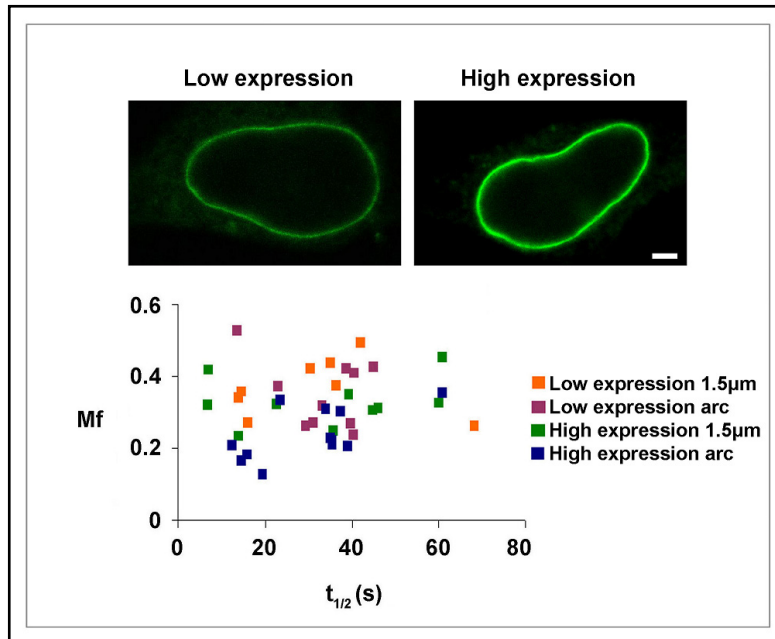 Low expression
High expression
0.6
0.4
Mf
0.2
0
0
20
40
60
80
t1/2 (s)
Low expression 1.5μm
Low expression arc
High expression 1.5μm
High expression arc